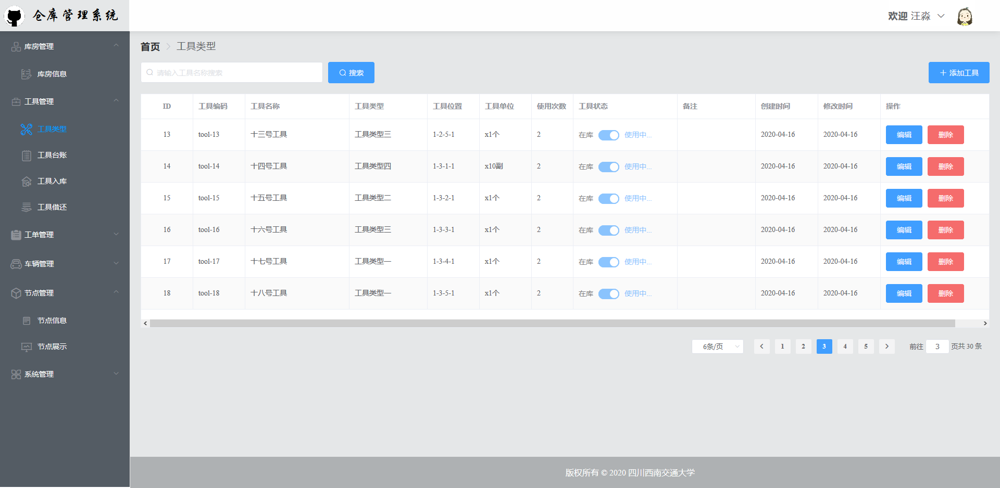 仓库管理系统
欢迎 汪淼
库房管理
库房信息
工具管理
工具类型
工具台账
工具入库
工具借还
工单管理
车辆管理
节点管理
节点信息
节点展示
系统管理
首页 > 工具类型
请输入工具名称搜索 搜索 + 添加工具
ID 工具编码 工具名称 工具类型 工具位置 工具单位 使用次数 工具状态 备注 创建时间 修改时间 操作
13 tool-13 十三号工具 工具类型三 1-2-5-1 x1个 2 在库 使用中... 2020-04-16 2020-04-16 编辑 删除
14 tool-14 十四号工具 工具类型四 1-3-1-1 x10副 2 在库 使用中... 2020-04-16 2020-04-16 编辑 删除
15 tool-15 十五号工具 工具类型二 1-3-2-1 x1个 2 在库 使用中... 2020-04-16 2020-04-16 编辑 删除
16 tool-16 十六号工具 工具类型三 1-3-3-1 x1个 2 在库 使用中... 2020-04-16 2020-04-16 编辑 删除
17 tool-17 十七号工具 工具类型一 1-3-4-1 x1个 2 在库 使用中... 2020-04-16 2020-04-16 编辑 删除
18 tool-18 十八号工具 工具类型一 1-3-5-1 x1个 2 在库 使用中... 2020-04-16 2020-04-16 编辑 删除
6条/页 < 1 2 3 4 5 > 前往 3 页共 30 条
版权所有 © 2020 四川西南交通大学